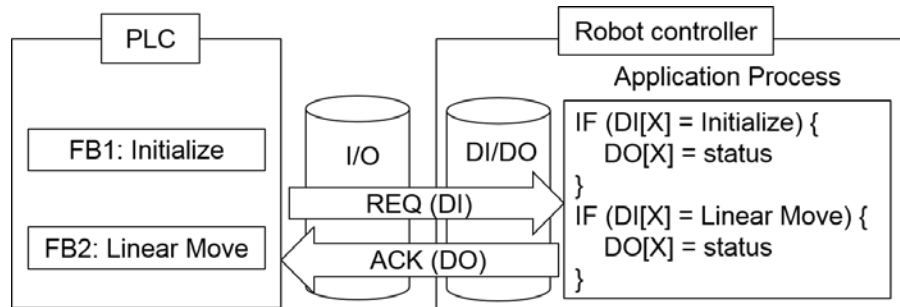 PLC
FB1: Initialize
FB2: Linear Move
I/O
DI/DO
REQ (DI)
ACK (DO)
Robot controller
Application Process
IF (DI[X] = Initialize) {
DO[X] = status
}
IF (DI[X] = Linear Move) {
DO[X] = status
}